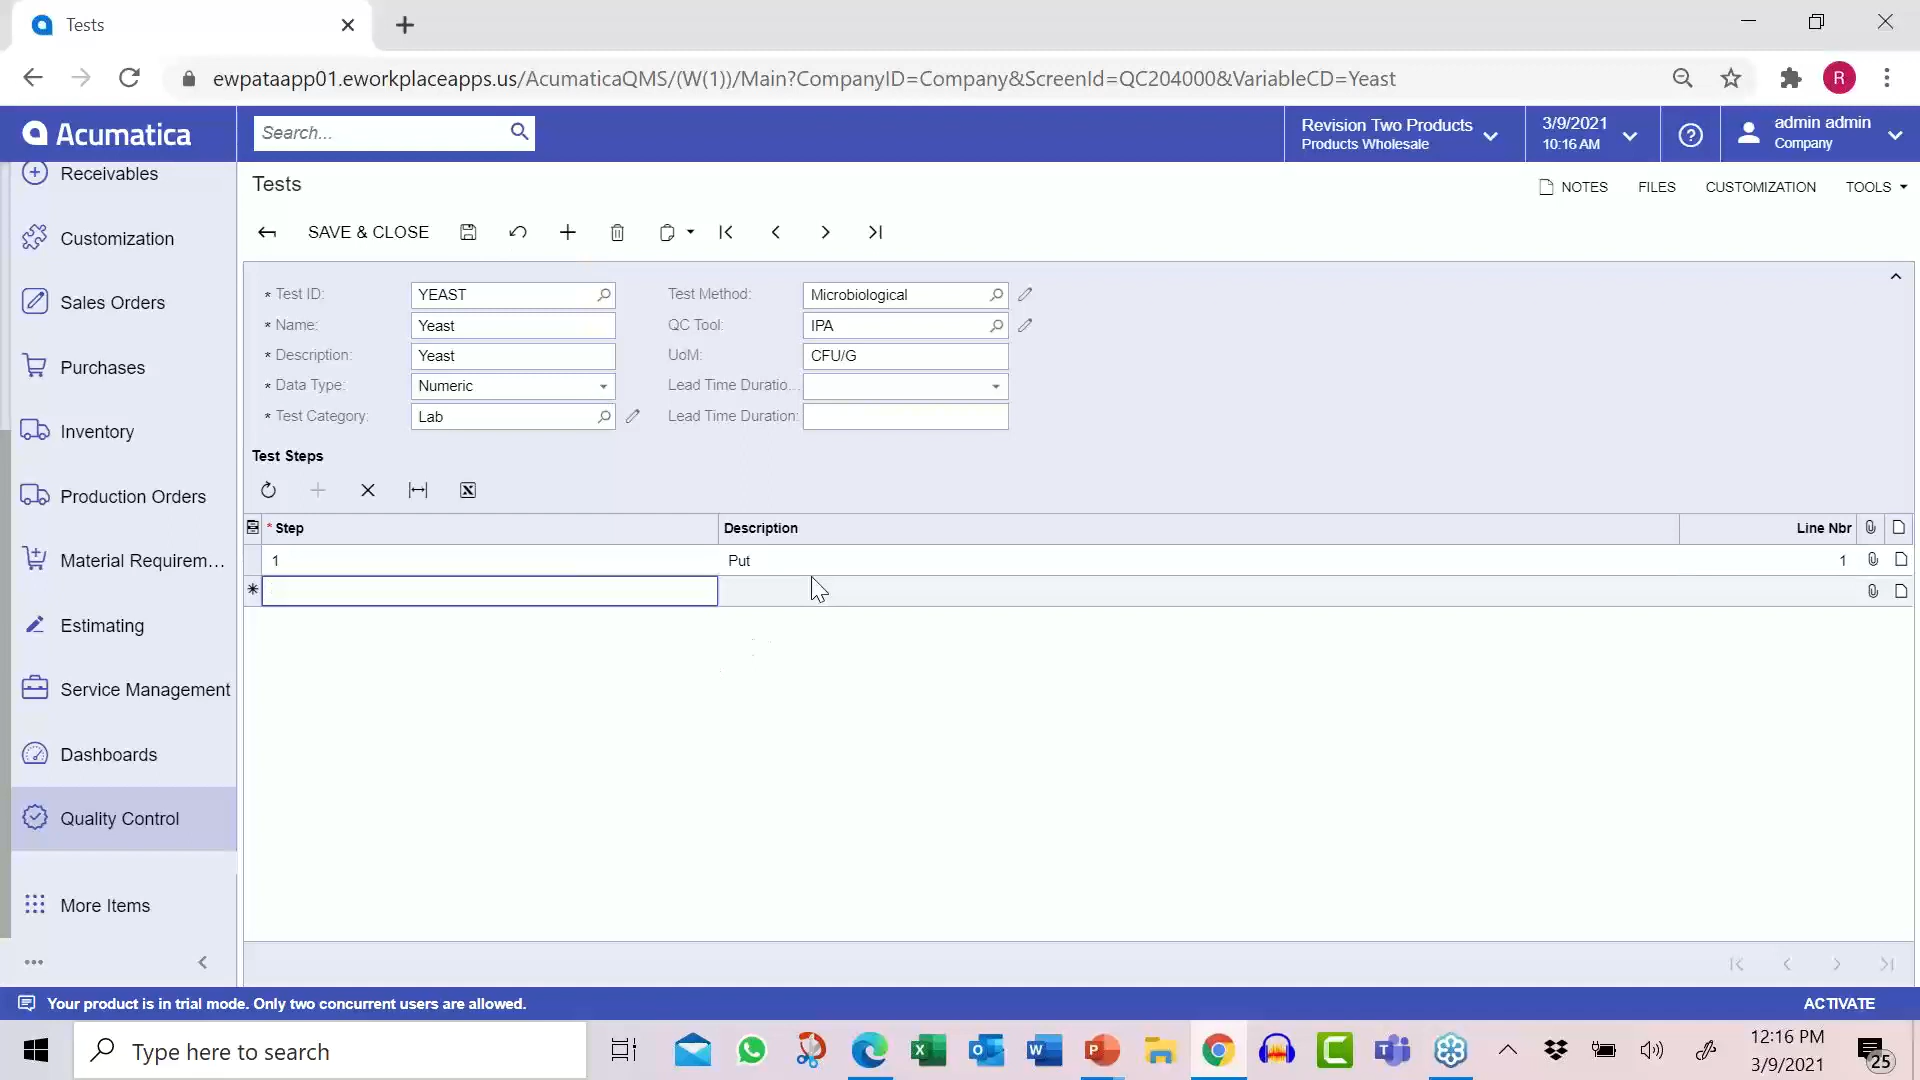 Tests
ewpataapp01.eworkplaceapps.us/AcumaticaQMS/(W(1))/Main?CompanyID=Company&ScreenId=QC204000&VariableCD=Yeast
R
Acumatica
Search...
Revision Two Products
Products Wholesale
3/9/2021
10:16 AM
admin admin
Company
Receivables
Customization
Sales Orders
Purchases
Inventory
Production Orders
Material Requirem...
Estimating
Service Management
Dashboards
Quality Control
More Items
Tests
NOTES FILES CUSTOMIZATION TOOLS
SAVE & CLOSE
* Test ID: YEAST
* Name: Yeast
* Description: Yeast
* Data Type: Numeric
* Test Category: Lab
Test Method: Microbiological
QC Tool: IPA
UoM: CFU/G
Lead Time Duratio...
Lead Time Duration:
Test Steps
* Step Description Line Nbr
1 Put 1
Your product is in trial mode. Only two concurrent users are allowed.
ACTIVATE
Type here to search
12:16 PM
3/9/2021
25